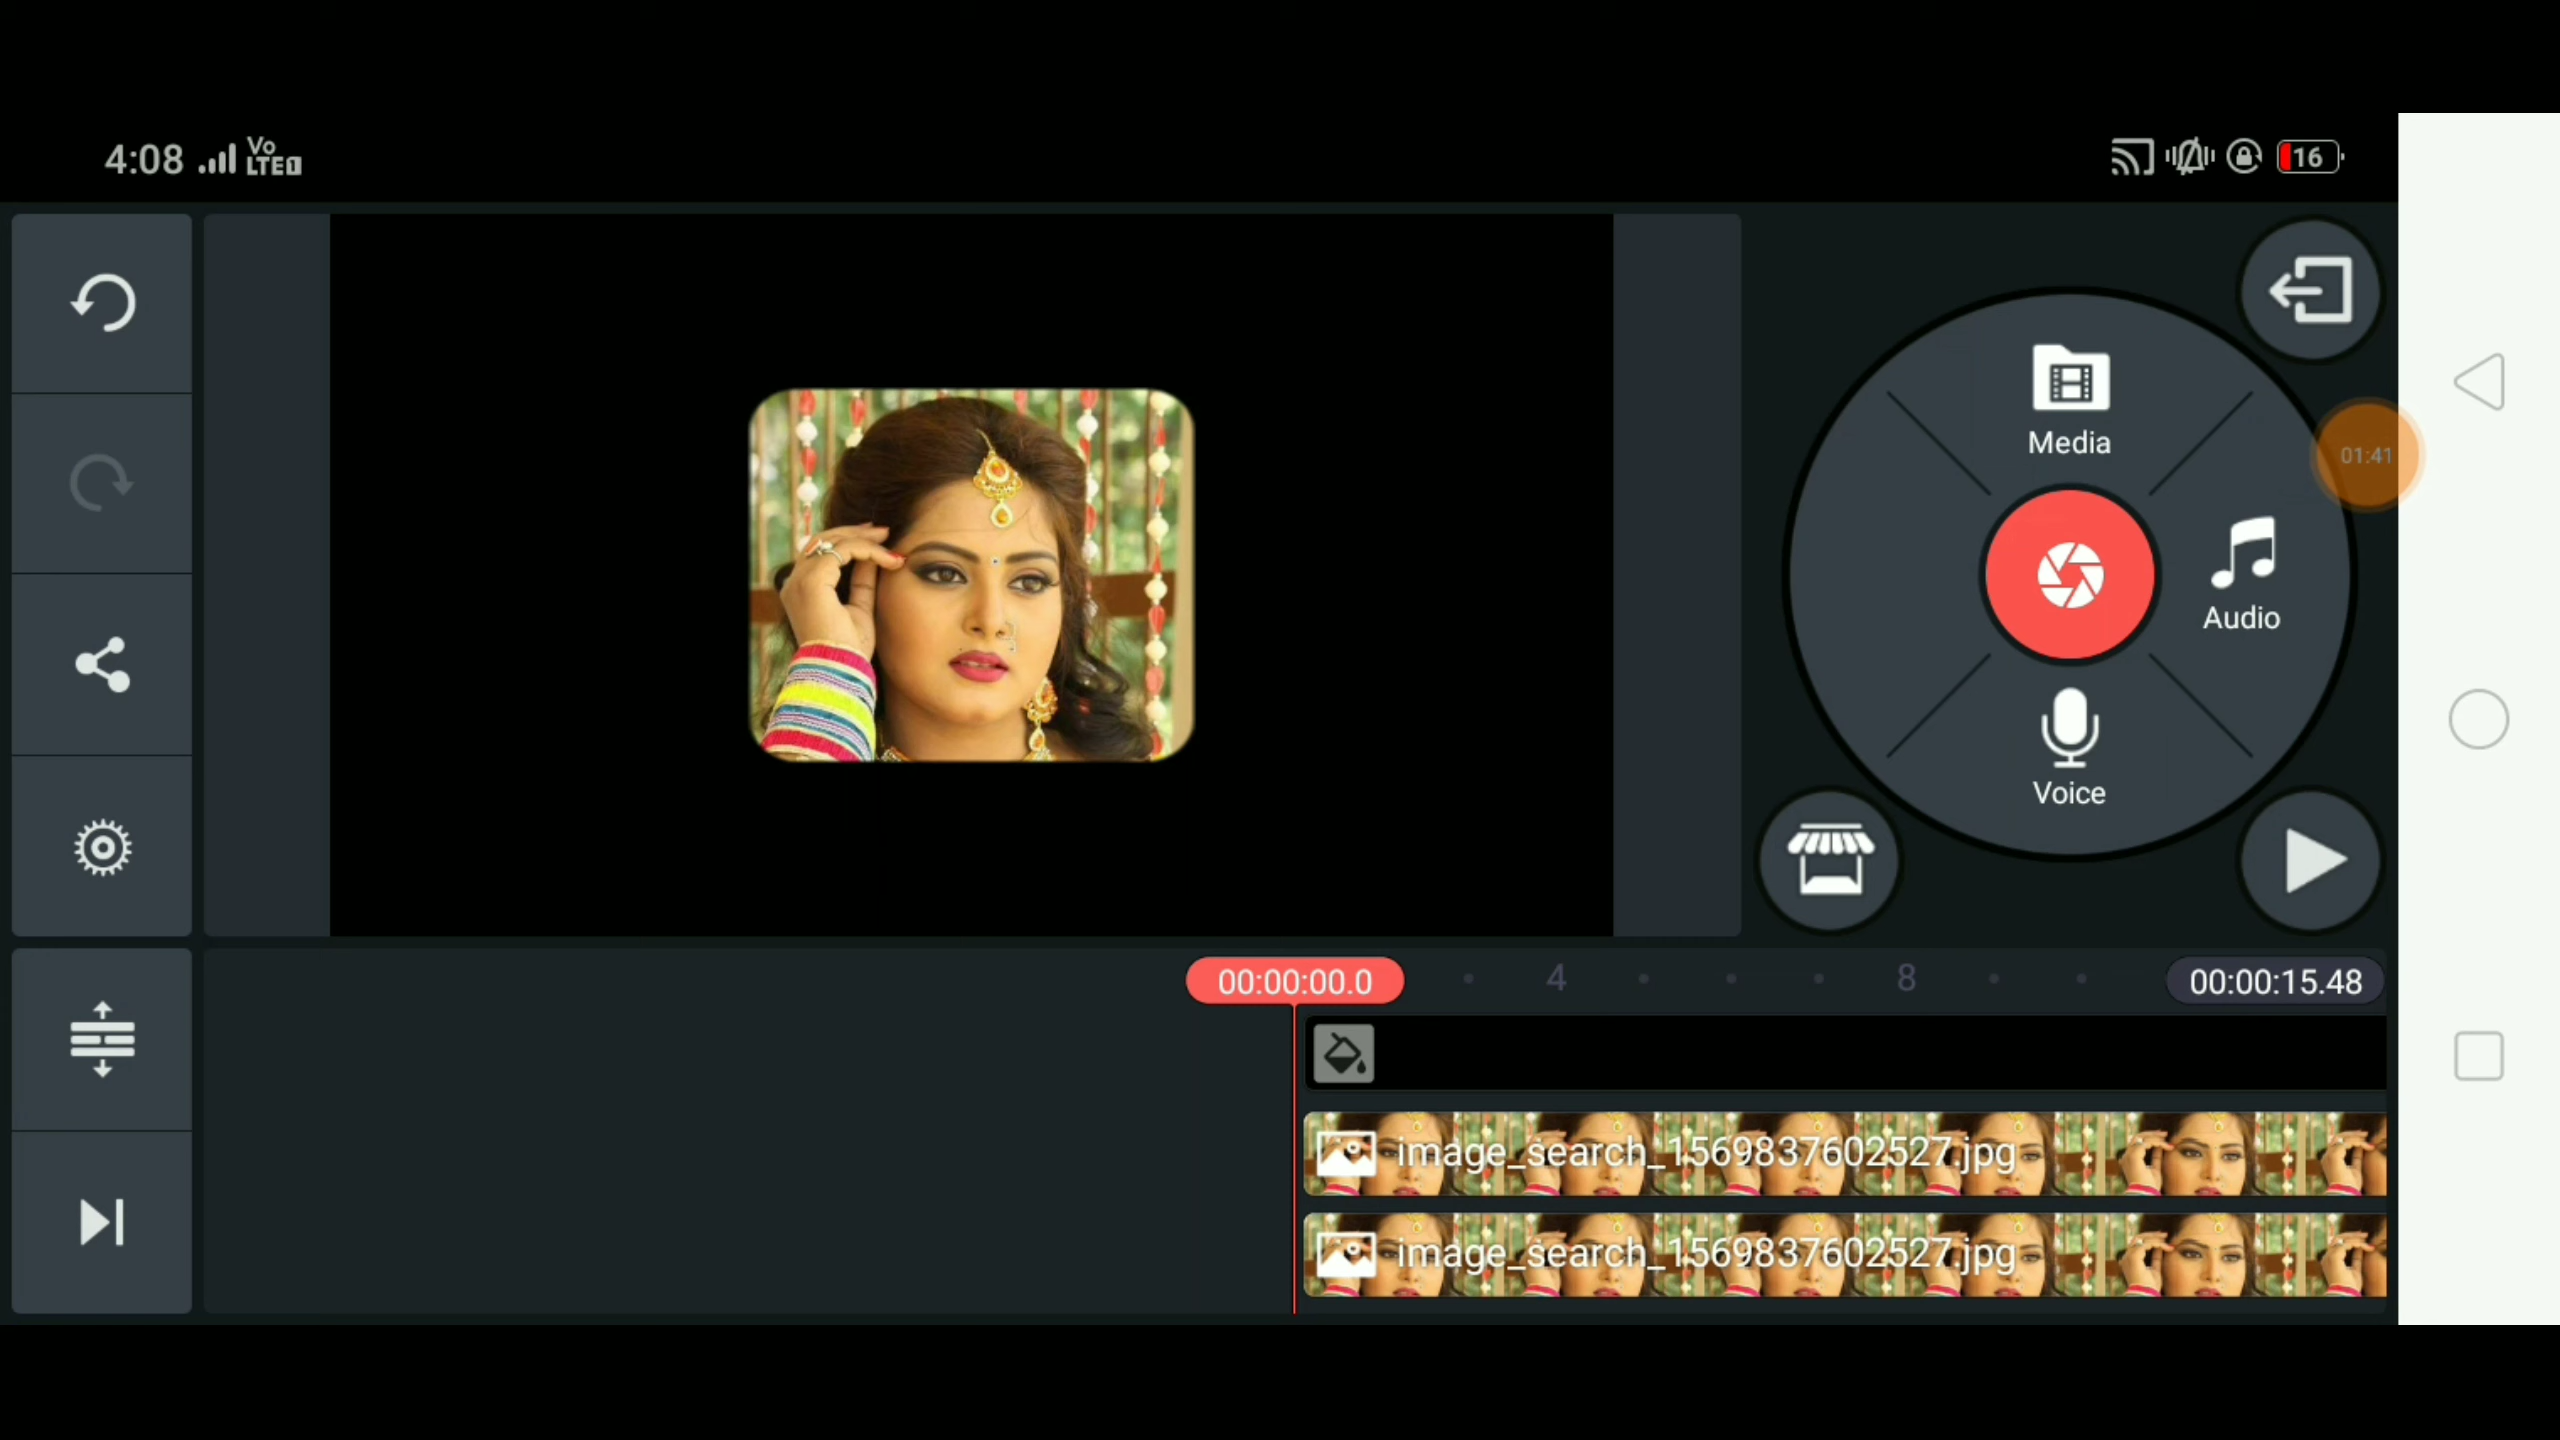 4:08 Vo LTE1 16
Media
01:41
Audio
Voice
00:00:00.0 4 8 00:00:15.48
image_search_1569837602527.jpg
image_search_1569837602527.jpg